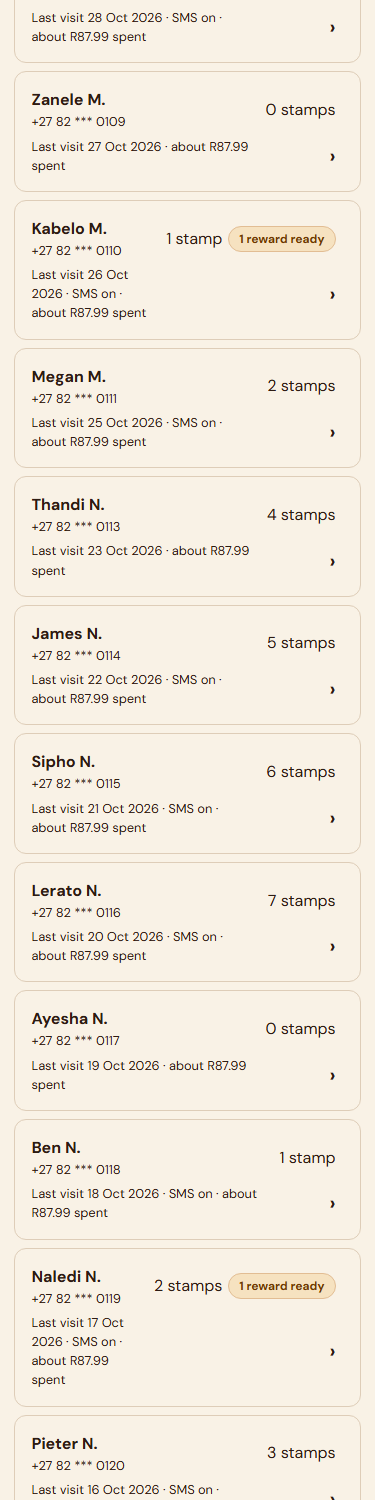 Last visit 28 Oct 2026 · SMS on ·
about R87.99 spent
›
Zanele M.
0 stamps
+27 82 *** 0109
Last visit 27 Oct 2026 · about R87.99
spent
›
Kabelo M.
1 stamp 1 reward ready
+27 82 *** 0110
Last visit 26 Oct
2026 · SMS on ·
about R87.99 spent
›
Megan M.
2 stamps
+27 82 *** 0111
Last visit 25 Oct 2026 · SMS on ·
about R87.99 spent
›
Thandi N.
4 stamps
+27 82 *** 0113
Last visit 23 Oct 2026 · about R87.99
spent
›
James N.
5 stamps
+27 82 *** 0114
Last visit 22 Oct 2026 · SMS on ·
about R87.99 spent
›
Sipho N.
6 stamps
+27 82 *** 0115
Last visit 21 Oct 2026 · SMS on ·
about R87.99 spent
›
Lerato N.
7 stamps
+27 82 *** 0116
Last visit 20 Oct 2026 · SMS on ·
about R87.99 spent
›
Ayesha N.
0 stamps
+27 82 *** 0117
Last visit 19 Oct 2026 · about R87.99
spent
›
Ben N.
1 stamp
+27 82 *** 0118
Last visit 18 Oct 2026 · SMS on · about
R87.99 spent
›
Naledi N.
2 stamps 1 reward ready
+27 82 *** 0119
Last visit 17 Oct
2026 · SMS on ·
about R87.99
spent
›
Pieter N.
3 stamps
+27 82 *** 0120
Last visit 16 Oct 2026 · SMS on ·